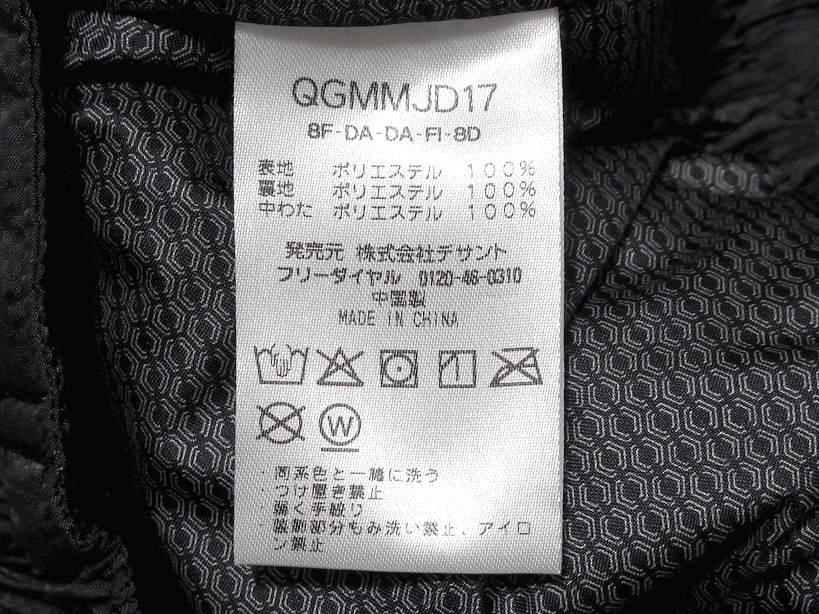 QGMMJD17
8F-DA-DA-FI-8D
表地 ポリエステル 100%
裏地 ポリエステル 100%
中わた ポリエステル 100%
発売元 株式会社デサント
フリーダイヤル 0120-46-0310
中国製
MADE IN CHINA
W
・同系色と一緒に洗う
・つけ置き禁止
・弱く手絞り
・装飾部分もみ洗い禁止、アイロ
ン禁止